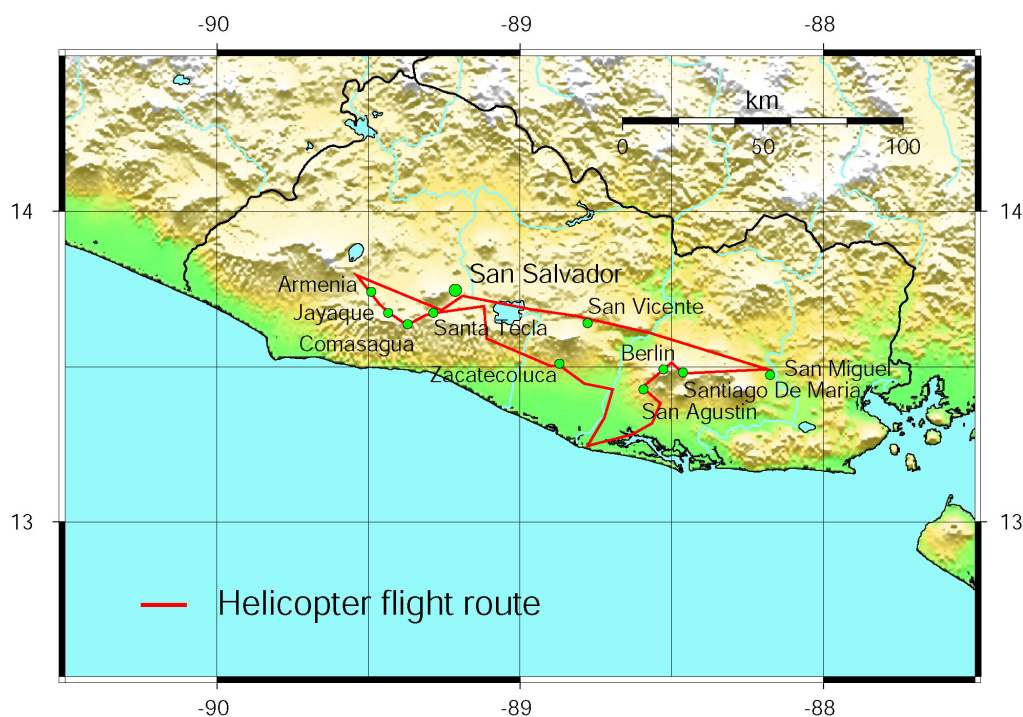 -90 -89 -88
km
0 50 100
14 14
San Salvador
Armenia
San Vicente
Jayaque
Santa Tecla
Comasagua
Berlin
San Miguel
Zacatecoluca
Santiago De Maria
San Agustin
13 13
Helicopter flight route
-90 -89 -88